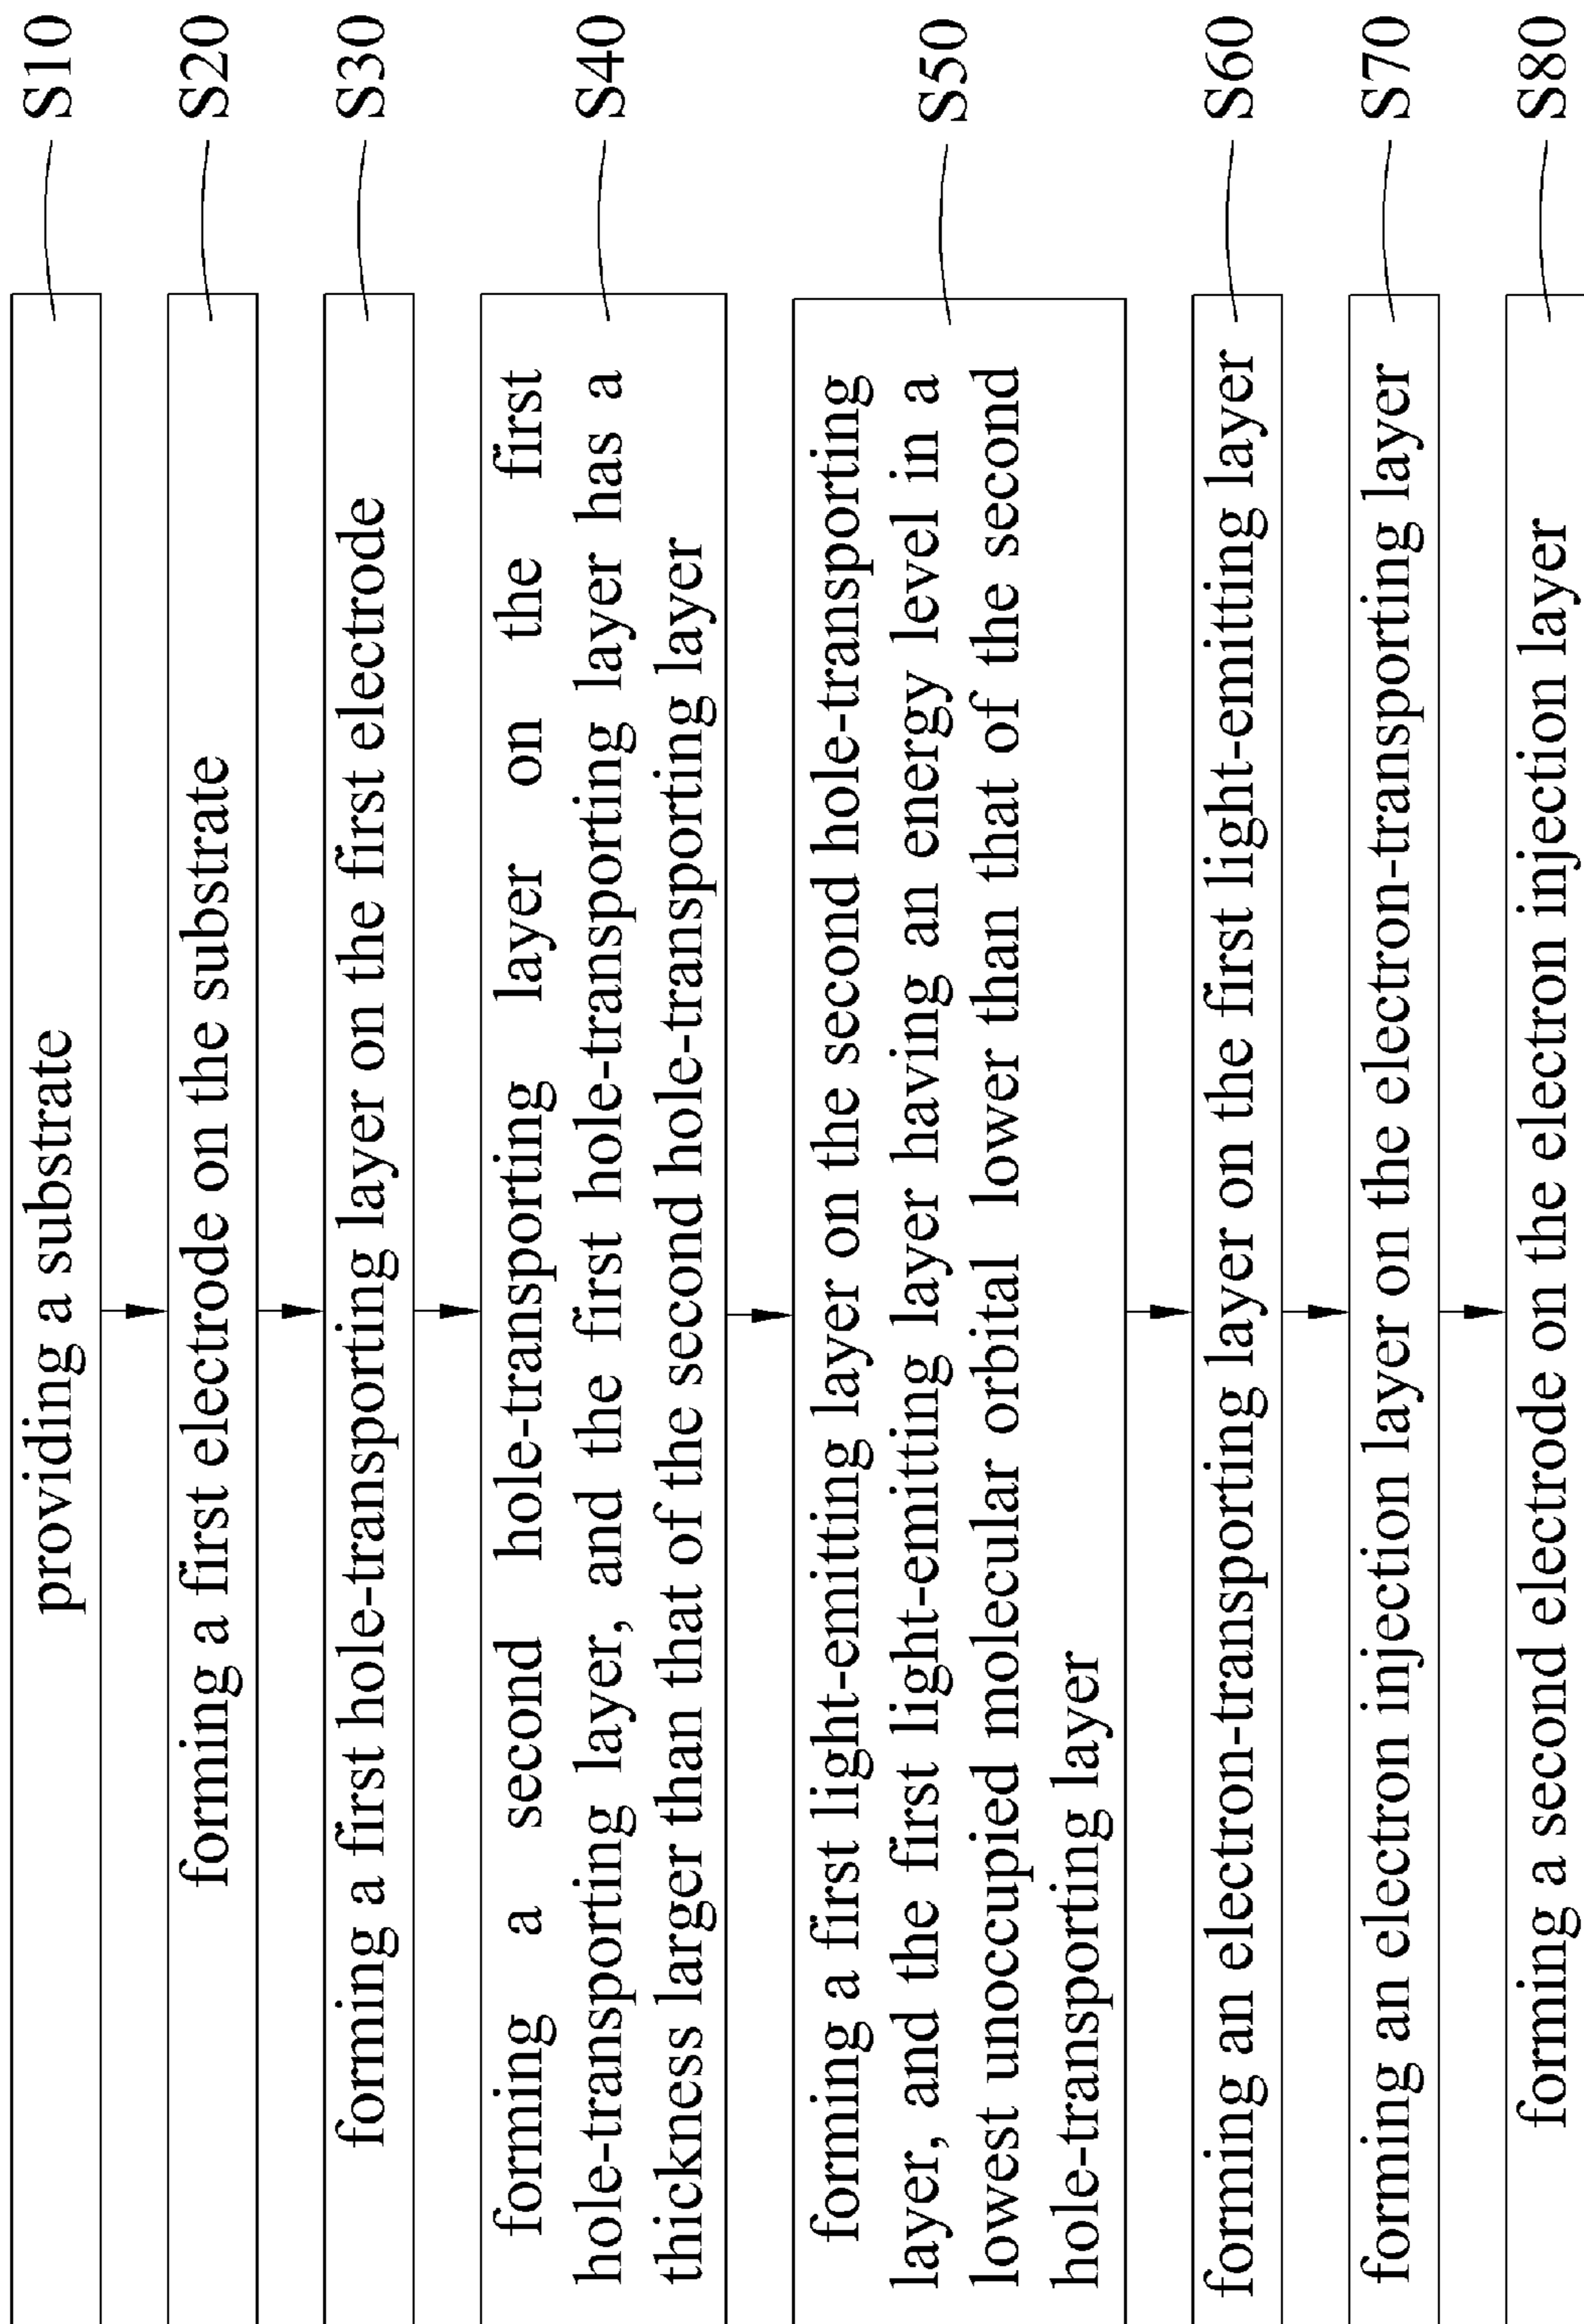 providing a substrate
S10
forming a first electrode on the substrate
S20
forming a first hole-transporting layer on the first electrode
S30
forming a second hole-transporting layer on the first
hole-transporting layer, and the first hole-transporting layer has a
thickness larger than that of the second hole-transporting layer
S40
forming a first light-emitting layer on the second hole-transporting
layer, and the first light-emitting layer having an energy level in a
lowest unoccupied molecular orbital lower than that of the second
hole-transporting layer
S50
forming an electron-transporting layer on the first light-emitting layer
S60
forming an electron injection layer on the electron-transporting layer
S70
forming a second electrode on the electron injection layer
S80